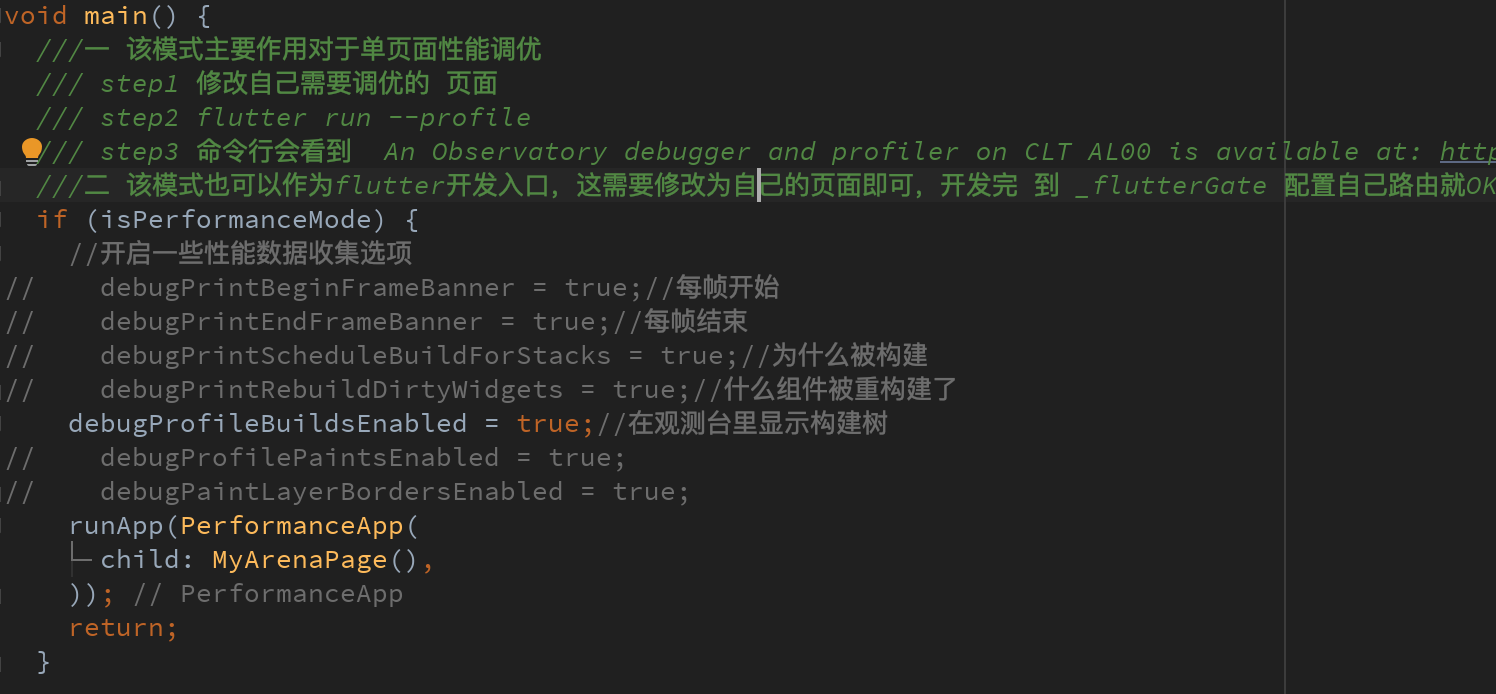 void main() {
///一 该模式主要作用对于单页面性能调优
/// step1 修改自己需要调优的 页面
/// step2 flutter run --profile
/// step3 命令行会看到  An Observatory debugger and profiler on CLT AL00 is available at: http
///二 该模式也可以作为flutter开发入口, 这需要修改为自己的页面即可, 开发完 到 _flutterGate 配置自己路由就OK
if (isPerformanceMode) {
//开启一些性能数据收集选项
//    debugPrintBeginFrameBanner = true;//每帧开始
//    debugPrintEndFrameBanner = true;//每帧结束
//    debugPrintScheduleBuildForStacks = true;//为什么被构建
//    debugPrintRebuildDirtyWidgets = true;//什么组件被重构建了
debugProfileBuildsEnabled = true;//在观测台里显示构建树
//    debugProfilePaintsEnabled = true;
//    debugPaintLayerBordersEnabled = true;
runApp(PerformanceApp(
child: MyArenaPage(),
)); // PerformanceApp
return;
}